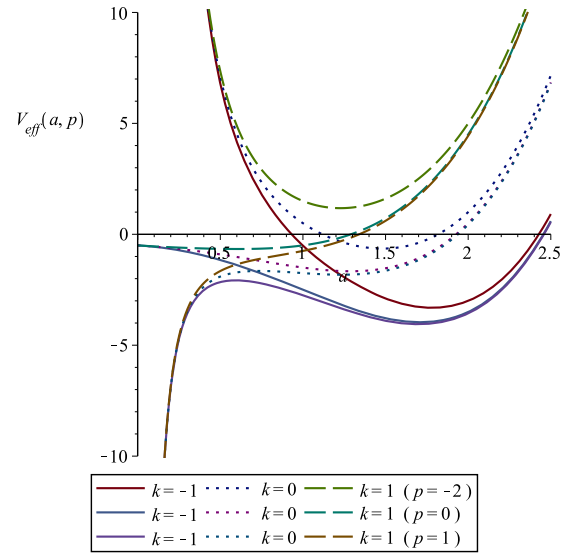 10
V_eff(a, p)
5
0
0.5
1
1.5
2
2.5
a
−5
−10
k = −1 k = 0 k = 1 ( p = −2 )
k = −1 k = 0 k = 1 ( p = 0 )
k = −1 k = 0 k = 1 ( p = 1 )